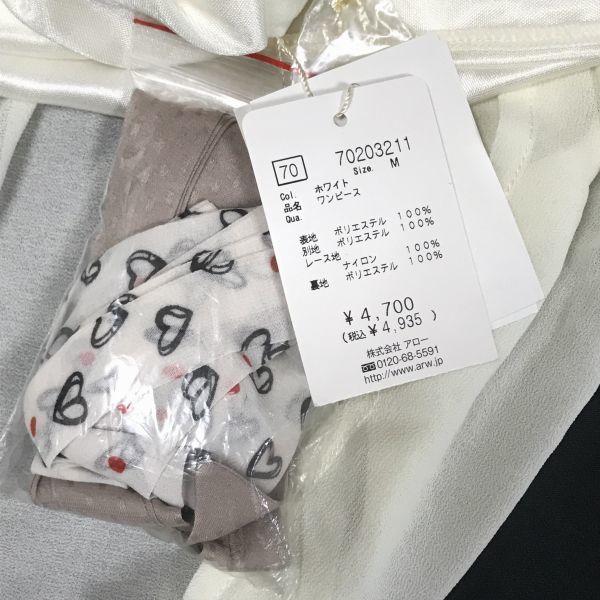 70 70203211
Size. M
Col. ホワイト
品名 ワンピース
Qua.
表地 ポリエステル 100%
別地 ポリエステル 100%
レース地
ナイロン 100%
裏地 ポリエステル 100%
¥4,700
(税込¥4,935)
株式会社 アロー
0120-68-5591
http://www.arw.jp